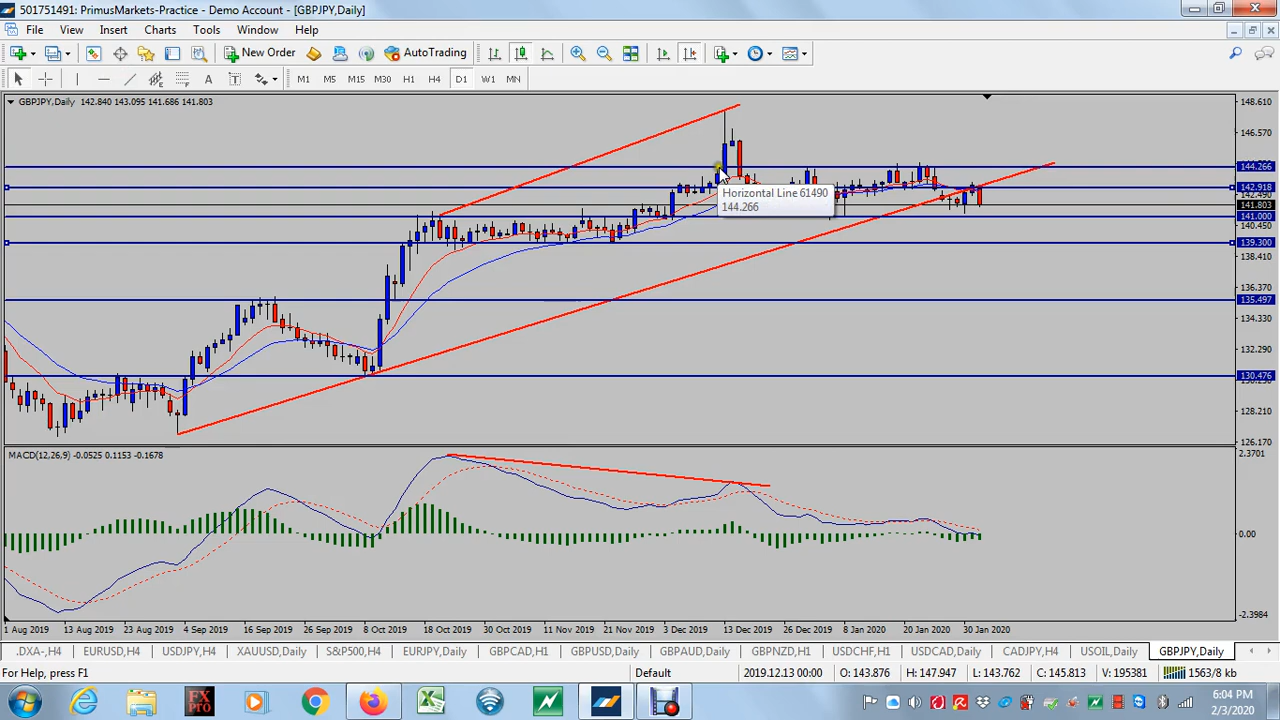 501751491: PrimusMarkets-Practice - Demo Account - [GBPJPY,Daily]
File View Insert Charts Tools Window Help
New Order AutoTrading
A T M1 M5 M15 M30 H1 H4 D1 W1 MN
GBPJPY,Daily 142.840 143.095 141.686 141.803
148.610
146.570
144.266
142.918
142.490
141.803
141.000
140.450
139.300
138.410
136.370
135.497
134.330
132.290
130.476
128.210
126.170
Horizontal Line 61490
144.266
MACD(12,26,9) -0.0525 0.1153 -0.1678
2.3701
0.00
-2.3984
1 Aug 2019 13 Aug 2019 23 Aug 2019 4 Sep 2019 16 Sep 2019 26 Sep 2019 8 Oct 2019 18 Oct 2019 30 Oct 2019 11 Nov 2019 21 Nov 2019 3 Dec 2019 13 Dec 2019 26 Dec 2019 8 Jan 2020 20 Jan 2020 30 Jan 2020
.DXA-,H4 EURUSD,H4 USDJPY,H4 XAUUSD,Daily S&P500,H4 EURJPY,Daily GBPCAD,H1 GBPUSD,Daily GBPAUD,Daily GBPNZD,H1 USDCHF,H1 USDCAD,Daily CADJPY,H4 USOIL,Daily GBPJPY,Daily
For Help, press F1 Default 2019.12.13 00:00 O: 143.876 H: 147.947 L: 143.762 C: 145.813 V: 195381 1563/8 kb
FX PRO
6:04 PM
2/3/2020